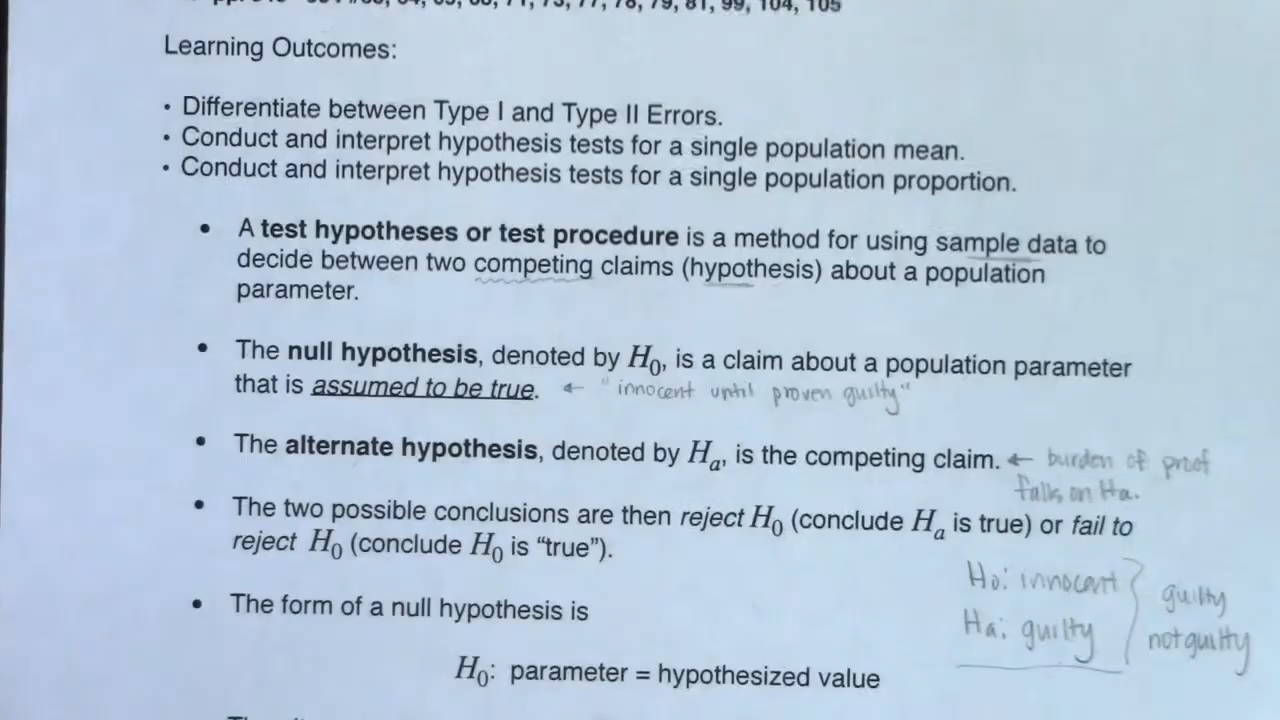 79, 81, 99, 104, 105
Learning Outcomes:
• Differentiate between Type I and Type II Errors.
• Conduct and interpret hypothesis tests for a single population mean.
• Conduct and interpret hypothesis tests for a single population proportion.
• A test hypotheses or test procedure is a method for using sample data to
decide between two competing claims (hypothesis) about a population
parameter.
• The null hypothesis, denoted by H₀, is a claim about a population parameter
that is assumed to be true. ← "innocent until proven guilty"
• The alternate hypothesis, denoted by Hₐ, is the competing claim. ← burden of proof
falls on Ha.
• The two possible conclusions are then reject H₀ (conclude Hₐ is true) or fail to
reject H₀ (conclude H₀ is “true”).
Ho: innocent
Ha: guilty
guilty
not guilty
• The form of a null hypothesis is
H₀: parameter = hypothesized value